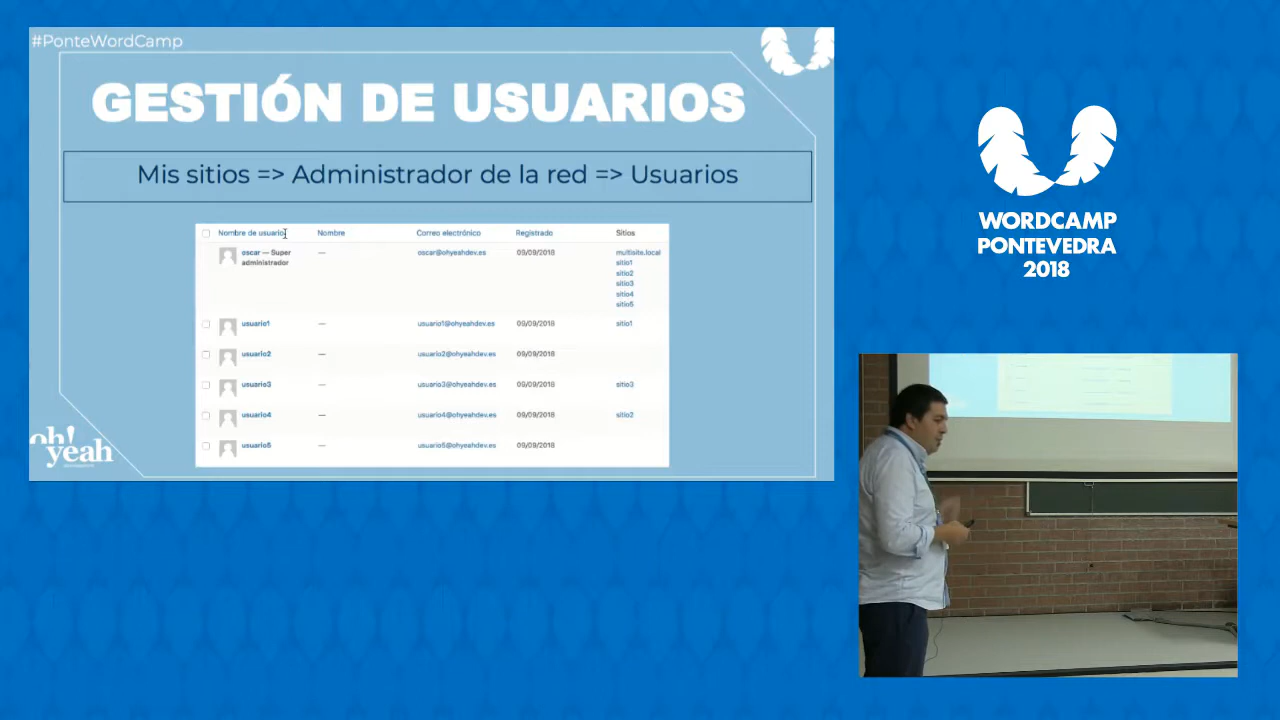 #PonteWordCamp
GESTIÓN DE USUARIOS
Mis sitios => Administrador de la red => Usuarios
Nombre de usuario Nombre Correo electrónico Registrado Sitios
oscar — Super administrador — oscar@ohyeahdev.es 09/09/2018 multisite.local
sitio1
sitio2
sitio3
sitio4
sitio5
usuario1 — usuario1@ohyeahdev.es 09/09/2018 sitio1
usuario2 — usuario2@ohyeahdev.es 09/09/2018
usuario3 — usuario3@ohyeahdev.es 09/09/2018 sitio3
usuario4 — usuario4@ohyeahdev.es 09/09/2018 sitio2
usuario5 — usuario5@ohyeahdev.es 09/09/2018
oh!
yeah
WORDCAMP
PONTEVEDRA
2018